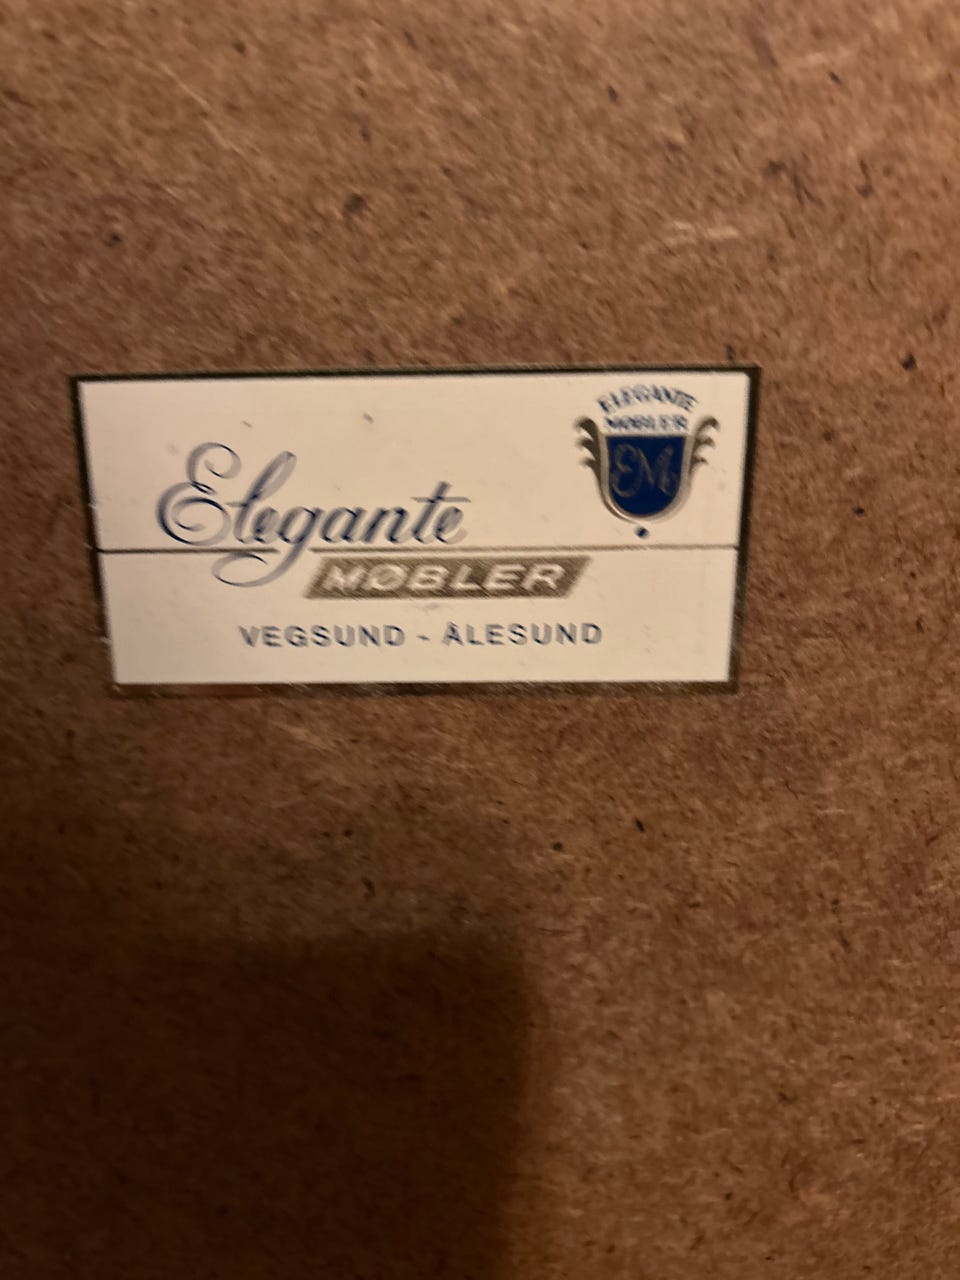 ELEGANTE
MØBLER
EM
Elegante
MØBLER
VEGSUND - ÅLESUND